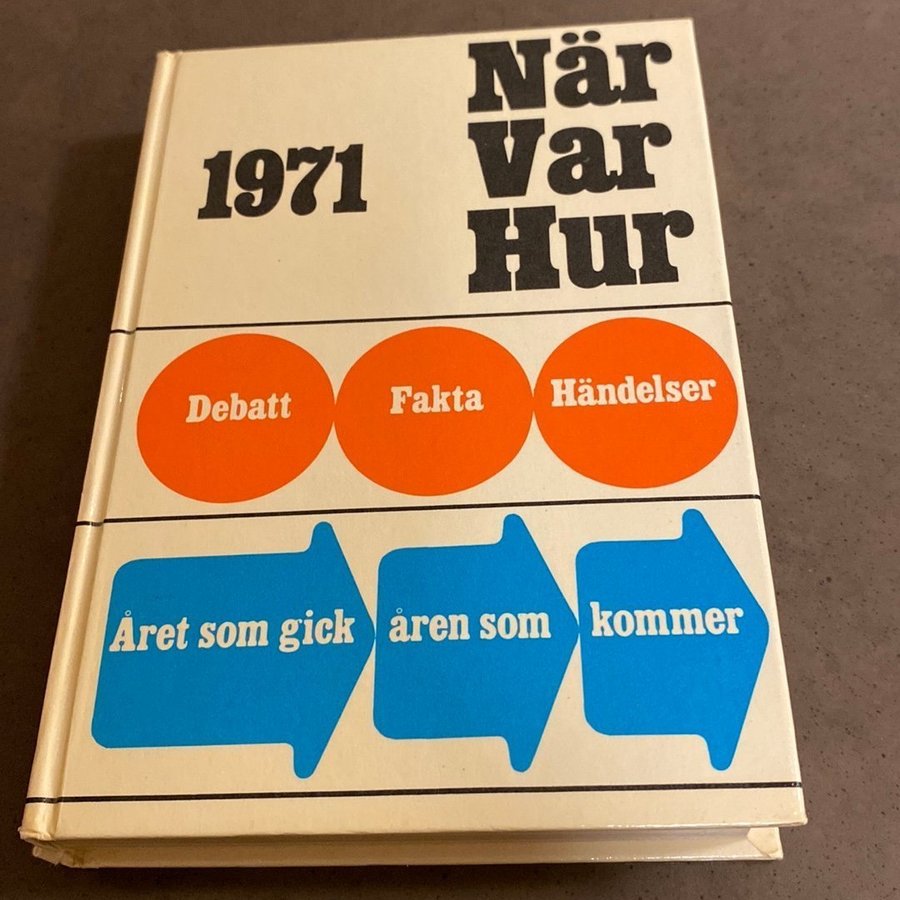 När
Var
Hur
1971
Debatt Fakta Händelser
Året som gick åren som kommer